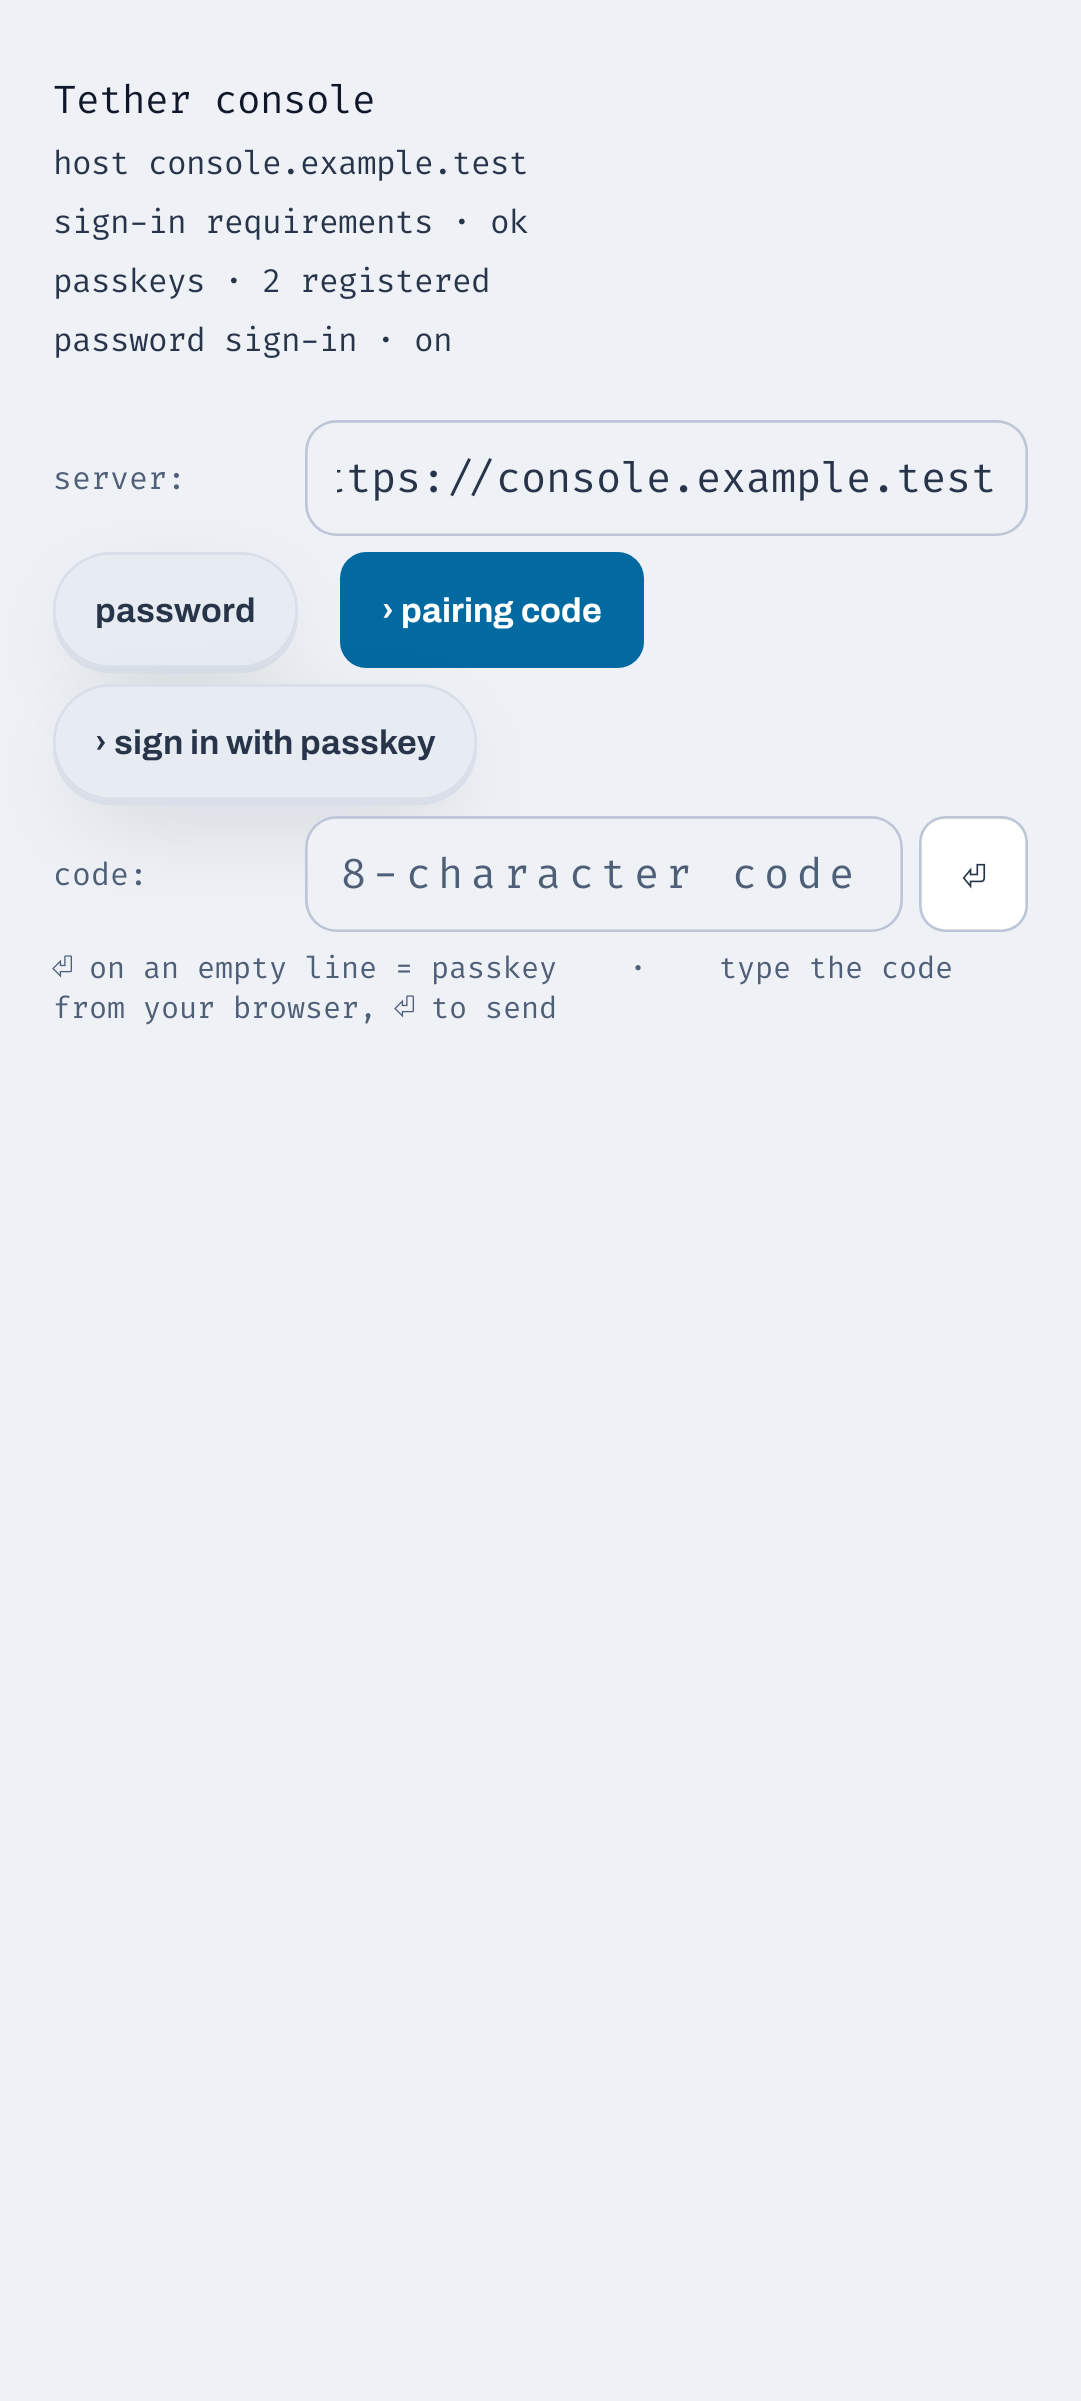 Tether console
host console.example.test
sign-in requirements · ok
passkeys · 2 registered
password sign-in · on
server: ttps://console.example.test
password › pairing code
› sign in with passkey
code: 8-character code ⏎
⏎ on an empty line = passkey · type the code
from your browser, ⏎ to send